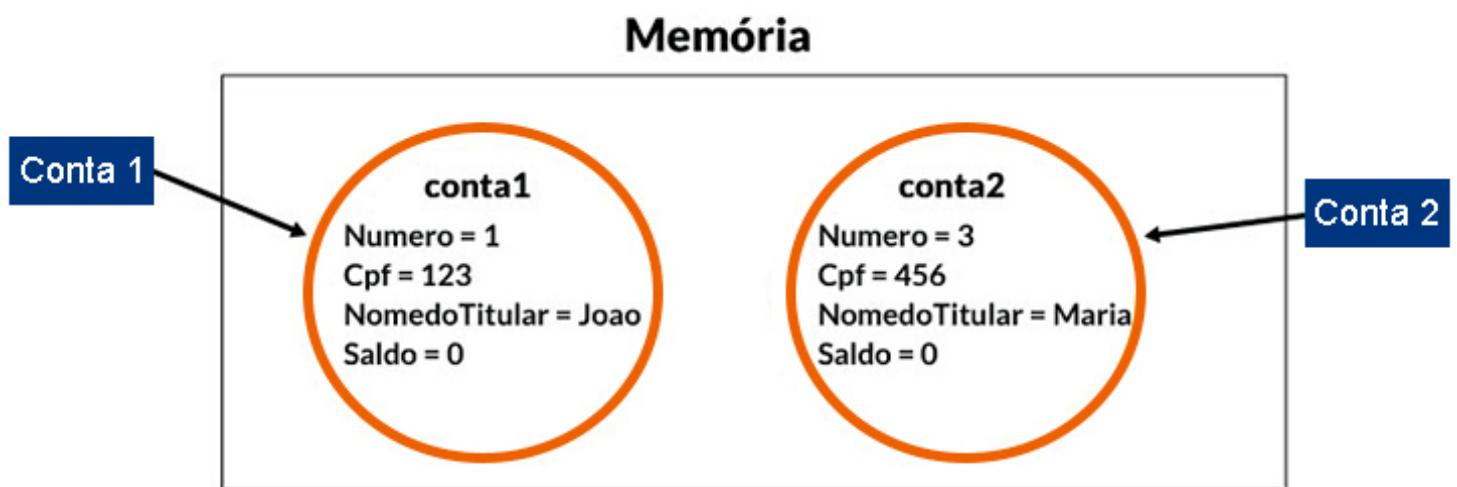 Memória
Conta 1
conta1
Numero = 1
Cpf = 123
NomedoTitular = Joao
Saldo = 0
conta2
Numero = 3
Cpf = 456
NomedoTitular = Maria
Saldo = 0
Conta 2